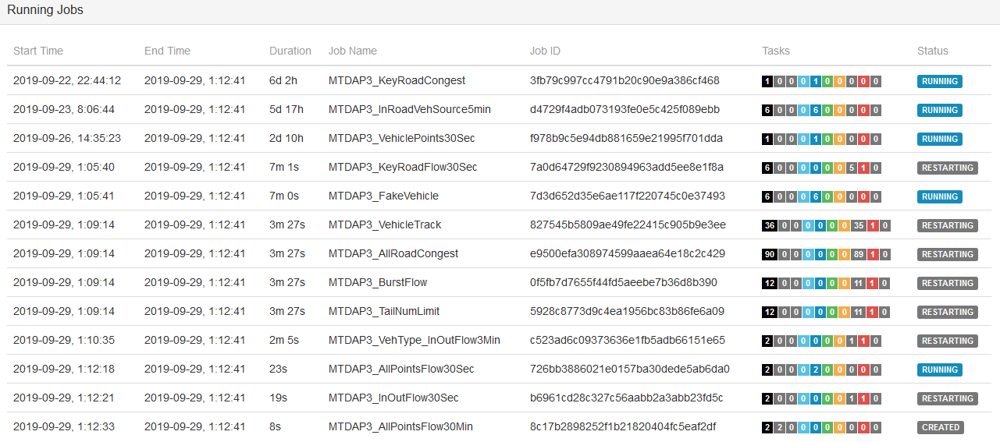 Running Jobs
Start Time End Time Duration Job Name Job ID Tasks Status
2019-09-22, 22:44:12 2019-09-29, 1:12:41 6d 2h MTDAP3_KeyRoadCongest 3fb79c997cc4791b20c90e9a386cf468 1 0 0 0 1 0 0 0 0 0 RUNNING
2019-09-23, 8:06:44 2019-09-29, 1:12:41 5d 17h MTDAP3_InRoadVehSource5min d4729f4adb073193fe0e5c425f089ebb 6 0 0 0 6 0 0 0 0 0 RUNNING
2019-09-26, 14:35:23 2019-09-29, 1:12:41 2d 10h MTDAP3_VehiclePoints30Sec f978b9c5e94db881659e21995f701dda 1 0 0 0 1 0 0 0 0 0 RUNNING
2019-09-29, 1:05:40 2019-09-29, 1:12:41 7m 1s MTDAP3_KeyRoadFlow30Sec 7a0d64729f9230894963add5ee8e1f8a 6 0 0 0 0 0 0 5 1 0 RESTARTING
2019-09-29, 1:05:41 2019-09-29, 1:12:41 7m 0s MTDAP3_FakeVehicle 7d3d652d35e6ae117f220745c0e37493 6 0 0 0 6 0 0 0 0 0 RUNNING
2019-09-29, 1:09:14 2019-09-29, 1:12:41 3m 27s MTDAP3_VehicleTrack 827545b5809ae49fe22415c905b9e3ee 36 0 0 0 0 0 0 35 1 0 RESTARTING
2019-09-29, 1:09:14 2019-09-29, 1:12:41 3m 27s MTDAP3_AllRoadCongest e9500efa308974599aaea64e18c2c429 90 0 0 0 0 0 0 89 1 0 RESTARTING
2019-09-29, 1:09:14 2019-09-29, 1:12:41 3m 27s MTDAP3_BurstFlow 0f5fb7d7655f44fd5aeebe7b36d8b390 12 0 0 0 0 0 0 11 1 0 RESTARTING
2019-09-29, 1:09:14 2019-09-29, 1:12:41 3m 27s MTDAP3_TailNumLimit 5928c8773d9c4ea1956bc83b86fe6a09 12 0 0 0 0 0 0 11 1 0 RESTARTING
2019-09-29, 1:10:35 2019-09-29, 1:12:41 2m 5s MTDAP3_VehType_InOutFlow3Min c523ad6c09373636e1fb5adb66151e65 2 0 0 0 0 0 0 1 1 0 RESTARTING
2019-09-29, 1:12:18 2019-09-29, 1:12:41 23s MTDAP3_AllPointsFlow30Sec 726bb3886021e0157ba30dede5ab6da0 2 0 0 0 2 0 0 0 0 0 RUNNING
2019-09-29, 1:12:21 2019-09-29, 1:12:41 19s MTDAP3_InOutFlow30Sec b6961cd28c327c56aabb2a3abb23fd5c 2 0 0 0 0 0 0 1 1 0 RESTARTING
2019-09-29, 1:12:33 2019-09-29, 1:12:41 8s MTDAP3_AllPointsFlow30Min 8c17b2898252f1b21820404fc5eaf2df 2 2 0 0 0 0 0 0 0 0 CREATED